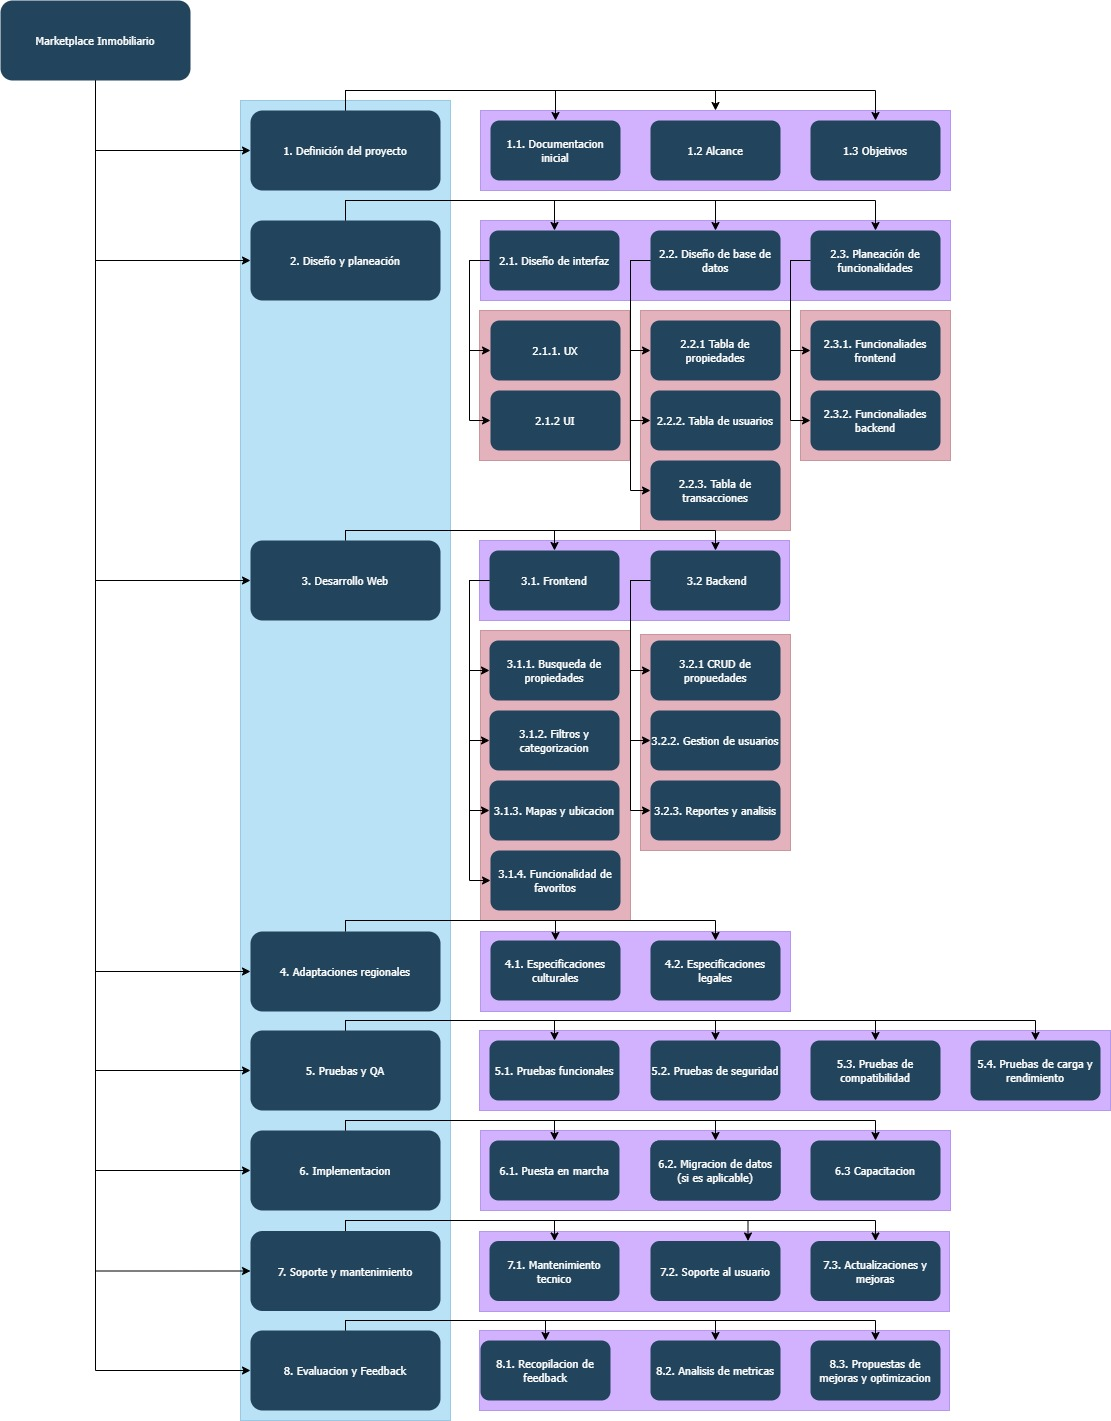 Marketplace Inmobiliario
1. Definición del proyecto
1.1. Documentacion
inicial
1.2 Alcance
1.3 Objetivos
2. Diseño y planeación
2.1. Diseño de interfaz
2.2. Diseño de base de
datos
2.3. Planeación de
funcionalidades
2.1.1. UX
2.2.1 Tabla de
propiedades
2.3.1. Funcionaliades
frontend
2.1.2 UI
2.2.2. Tabla de usuarios
2.3.2. Funcionaliades
backend
2.2.3. Tabla de
transacciones
3. Desarrollo Web
3.1. Frontend
3.2 Backend
3.1.1. Busqueda de
propiedades
3.2.1 CRUD de
propuedades
3.1.2. Filtros y
categorizacion
3.2.2. Gestion de usuarios
3.1.3. Mapas y ubicacion
3.2.3. Reportes y analisis
3.1.4. Funcionalidad de
favoritos
4. Adaptaciones regionales
4.1. Especificaciones
culturales
4.2. Especificaciones
legales
5. Pruebas y QA
5.1. Pruebas funcionales
5.2. Pruebas de seguridad
5.3. Pruebas de
compatibilidad
5.4. Pruebas de carga y
rendimiento
6. Implementacion
6.1. Puesta en marcha
6.2. Migracion de datos
(si es aplicable)
6.3 Capacitacion
7. Soporte y mantenimiento
7.1. Mantenimiento
tecnico
7.2. Soporte al usuario
7.3. Actualizaciones y
mejoras
8. Evaluacion y Feedback
8.1. Recopilacion de
feedback
8.2. Analisis de metricas
8.3. Propuestas de
mejoras y optimizacion